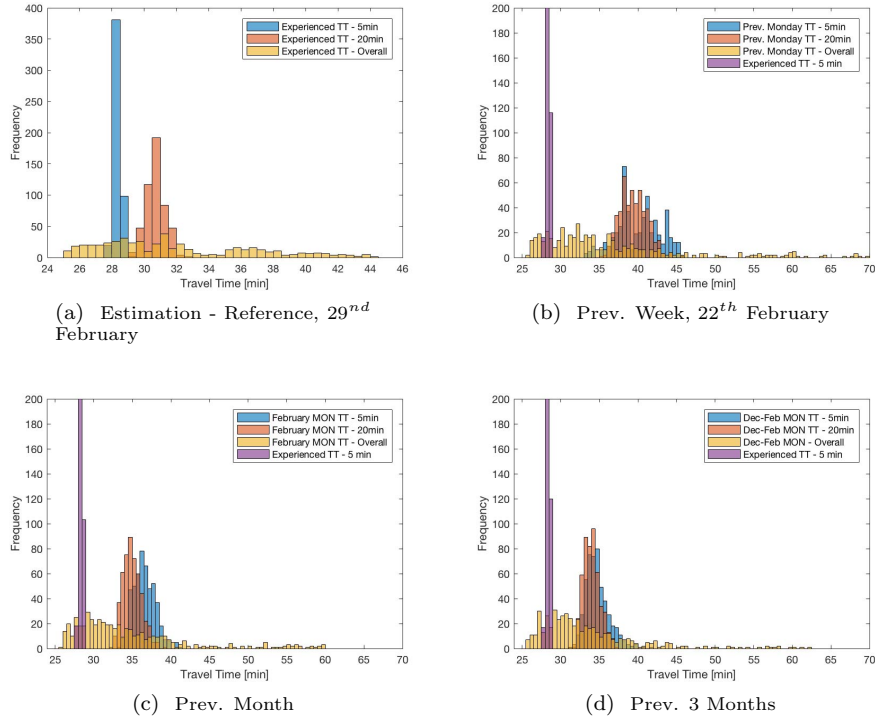 400
350
300
250
200
150
100
50
0
Frequency
24 26 28 30 32 34 36 38 40 42 44 46
Travel Time [min]
Experienced TT - 5min
Experienced TT - 20min
Experienced TT - Overall
(a) Estimation - Reference, 29nd
February
200
180
160
140
120
100
80
60
40
20
0
Frequency
25 30 35 40 45 50 55 60 65 70
Travel Time [min]
Prev. Monday TT - 5min
Prev. Monday TT - 20min
Prev. Monday TT - Overall
Experienced TT - 5 min
(b) Prev. Week, 22th February
200
180
160
140
120
100
80
60
40
20
0
Frequency
25 30 35 40 45 50 55 60 65 70
Travel Time [min]
February MON TT - 5min
February MON TT - 20min
February MON TT - Overall
Experienced TT - 5 min
(c) Prev. Month
200
180
160
140
120
100
80
60
40
20
0
Frequency
25 30 35 40 45 50 55 60 65 70
Travel Time [min]
Dec-Feb MON TT - 5min
Dec-Feb MON TT - 20min
Dec-Feb MON - Overall
Experienced TT - 5 min
(d) Prev. 3 Months